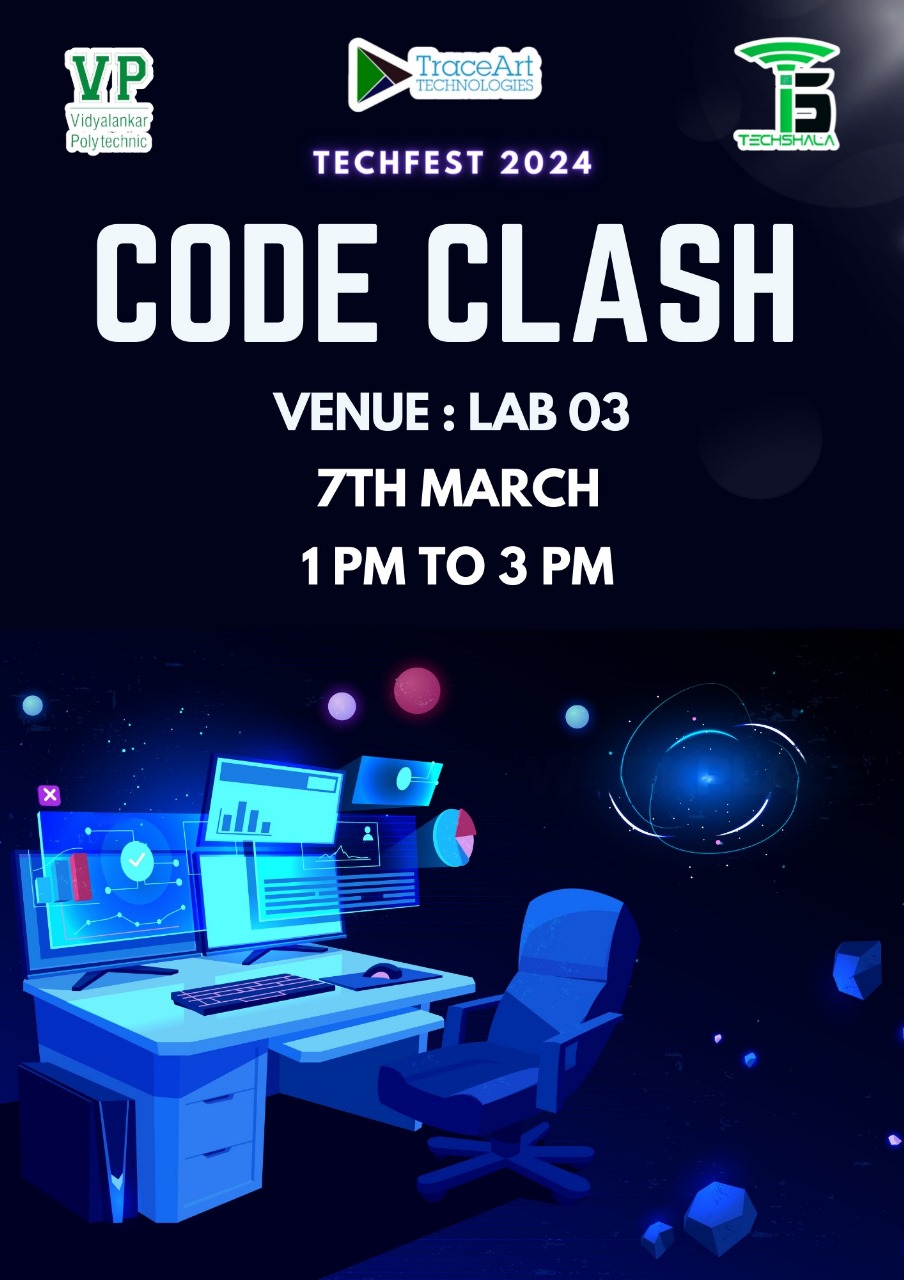 VP
Vidyalankar
Polytechnic
TraceArt
TECHNOLOGIES
TECHSHALA
TECHFEST 2024
CODE CLASH
VENUE : LAB 03
7TH MARCH
1 PM TO 3 PM